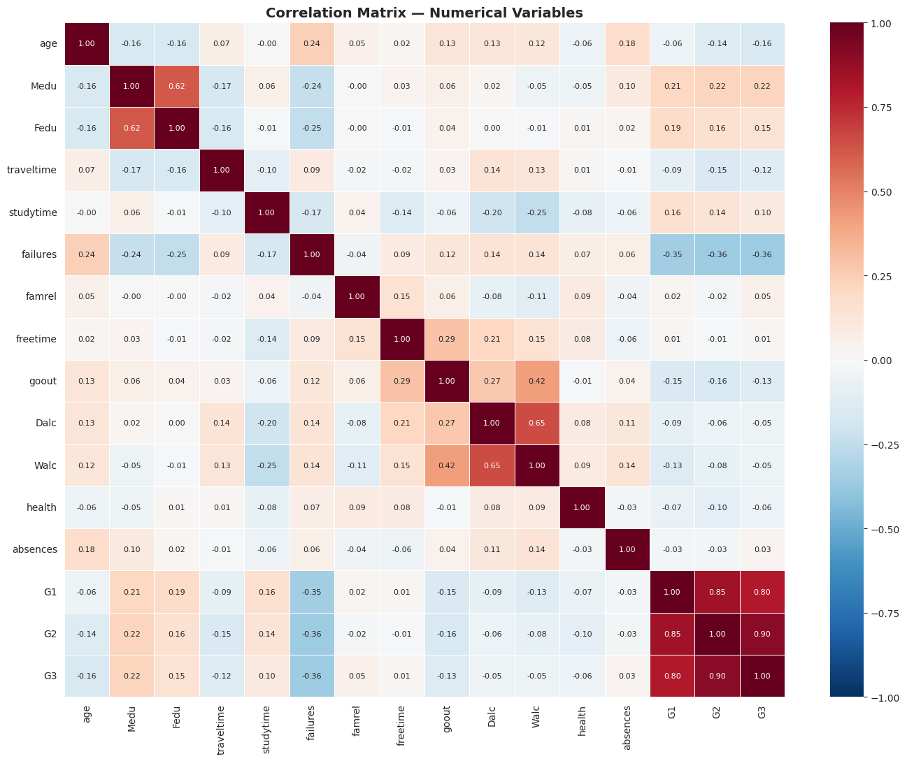 Correlation Matrix — Numerical Variables
age 1.00 -0.16 -0.16 0.07 -0.00 0.24 0.05 0.02 0.13 0.13 0.12 -0.06 0.18 -0.06 -0.14 -0.16
Medu -0.16 1.00 0.62 -0.17 0.06 -0.24 -0.00 0.03 0.06 0.02 -0.05 -0.05 0.10 0.21 0.22 0.22
Fedu -0.16 0.62 1.00 -0.16 -0.01 -0.25 -0.00 -0.01 0.04 0.00 -0.01 0.01 0.02 0.19 0.16 0.15
traveltime 0.07 -0.17 -0.16 1.00 -0.10 0.09 -0.02 -0.02 0.03 0.14 0.13 0.01 -0.01 -0.09 -0.15 -0.12
studytime -0.00 0.06 -0.01 -0.10 1.00 -0.17 0.04 -0.14 -0.06 -0.20 -0.25 -0.08 -0.06 0.16 0.14 0.10
failures 0.24 -0.24 -0.25 0.09 -0.17 1.00 -0.04 0.09 0.12 0.14 0.14 0.07 0.06 -0.35 -0.36 -0.36
famrel 0.05 -0.00 -0.00 -0.02 0.04 -0.04 1.00 0.15 0.06 -0.08 -0.11 0.09 -0.04 0.02 -0.02 0.05
freetime 0.02 0.03 -0.01 -0.02 -0.14 0.09 0.15 1.00 0.29 0.21 0.15 0.08 -0.06 0.01 -0.01 0.01
goout 0.13 0.06 0.04 0.03 -0.06 0.12 0.06 0.29 1.00 0.27 0.42 -0.01 0.04 -0.15 -0.16 -0.13
Dalc 0.13 0.02 0.00 0.14 -0.20 0.14 -0.08 0.21 0.27 1.00 0.65 0.08 0.11 -0.09 -0.06 -0.05
Walc 0.12 -0.05 -0.01 0.13 -0.25 0.14 -0.11 0.15 0.42 0.65 1.00 0.09 0.14 -0.13 -0.08 -0.05
health -0.06 -0.05 0.01 0.01 -0.08 0.07 0.09 0.08 -0.01 0.08 0.09 1.00 -0.03 -0.07 -0.10 -0.06
absences 0.18 0.10 0.02 -0.01 -0.06 0.06 -0.04 -0.06 0.04 0.11 0.14 -0.03 1.00 -0.03 -0.03 0.03
G1 -0.06 0.21 0.19 -0.09 0.16 -0.35 0.02 0.01 -0.15 -0.09 -0.13 -0.07 -0.03 1.00 0.85 0.80
G2 -0.14 0.22 0.16 -0.15 0.14 -0.36 -0.02 -0.01 -0.16 -0.06 -0.08 -0.10 -0.03 0.85 1.00 0.90
G3 -0.16 0.22 0.15 -0.12 0.10 -0.36 0.05 0.01 -0.13 -0.05 -0.05 -0.06 0.03 0.80 0.90 1.00
age Medu Fedu traveltime studytime failures famrel freetime goout Dalc Walc health absences G1 G2 G3
1.00
0.75
0.50
0.25
0.00
−0.25
−0.50
−0.75
−1.00